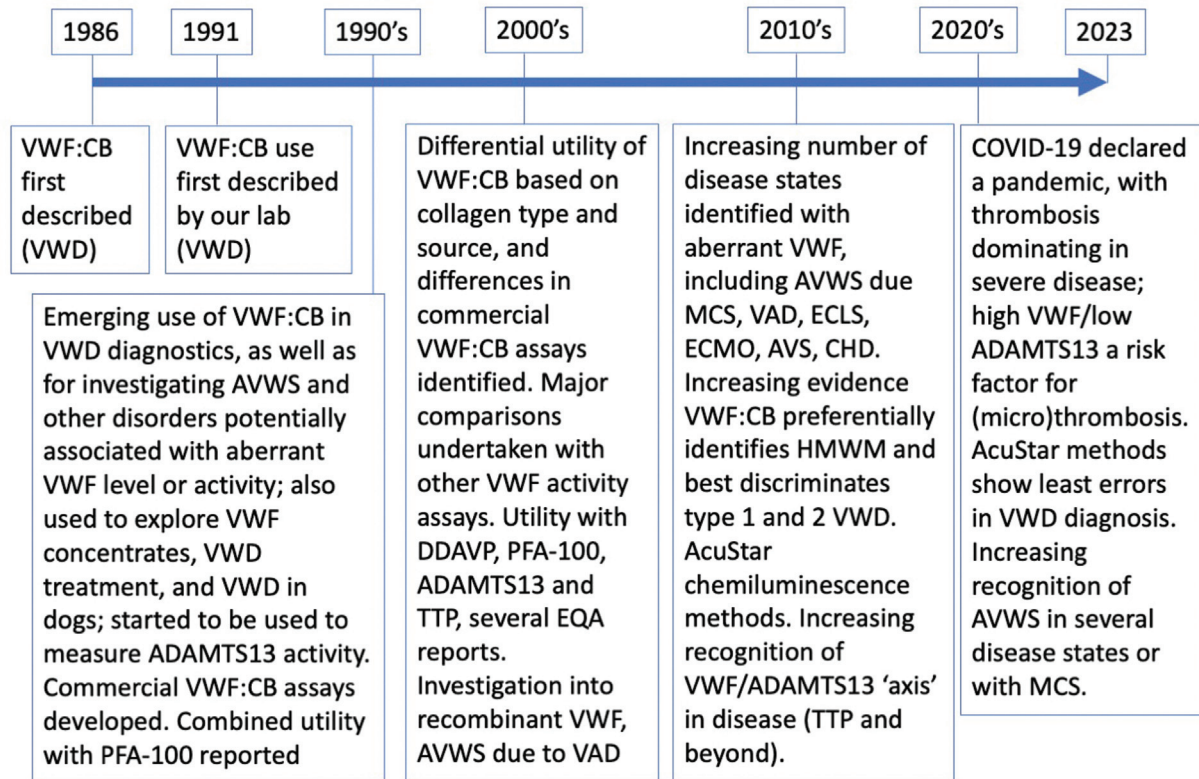 1986
1991
1990’s
2000’s
2010’s
2020’s
2023
VWF:CB
first
described
(VWD)
VWF:CB use
first described
by our lab
(VWD)
Emerging use of VWF:CB in
VWD diagnostics, as well as
for investigating AVWS and
other disorders potentially
associated with aberrant
VWF level or activity; also
used to explore VWF
concentrates, VWD
treatment, and VWD in
dogs; started to be used to
measure ADAMTS13 activity.
Commercial VWF:CB assays
developed. Combined utility
with PFA-100 reported
Differential utility of
VWF:CB based on
collagen type and
source, and
differences in
commercial
VWF:CB assays
identified. Major
comparisons
undertaken with
other VWF activity
assays. Utility with
DDAVP, PFA-100,
ADAMTS13 and
TTP, several EQA
reports.
Investigation into
recombinant VWF,
AVWS due to VAD
Increasing number of
disease states
identified with
aberrant VWF,
including AVWS due
MCS, VAD, ECLS,
ECMO, AVS, CHD.
Increasing evidence
VWF:CB preferentially
identifies HMWM and
best discriminates
type 1 and 2 VWD.
AcuStar
chemiluminescence
methods. Increasing
recognition of
VWF/ADAMTS13 ‘axis’
in disease (TTP and
beyond).
COVID-19 declared
a pandemic, with
thrombosis
dominating in
severe disease;
high VWF/low
ADAMTS13 a risk
factor for
(micro)thrombosis.
AcuStar methods
show least errors
in VWD diagnosis.
Increasing
recognition of
AVWS in several
disease states or
with MCS.